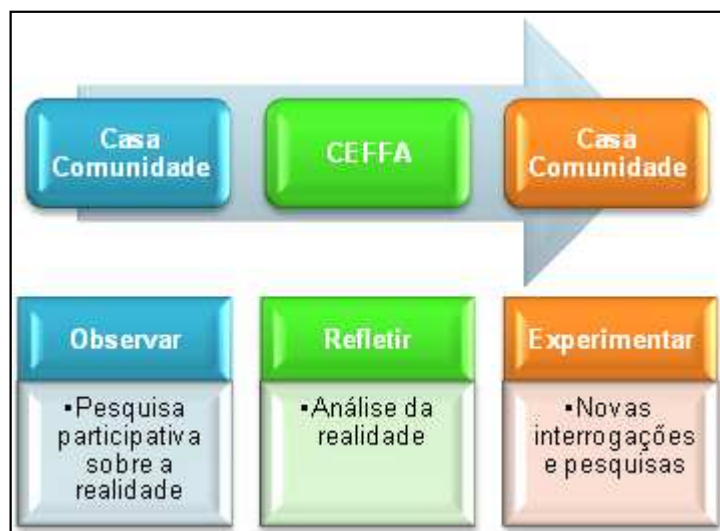 Casa
Comunidade
CEFFA
Casa
Comunidade
Observar
Refletir
Experimentar
▪Pesquisa
participativa
sobre a
realidade
▪Análise da
realidade
▪Novas
interrogações
e pesquisas